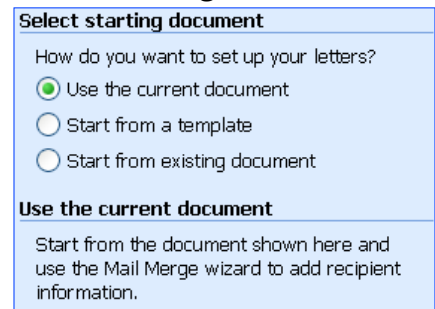 Select starting document
How do you want to set up your letters?
Use the current document
Start from a template
Start from existing document
Use the current document
Start from the document shown here and
use the Mail Merge wizard to add recipient
information.